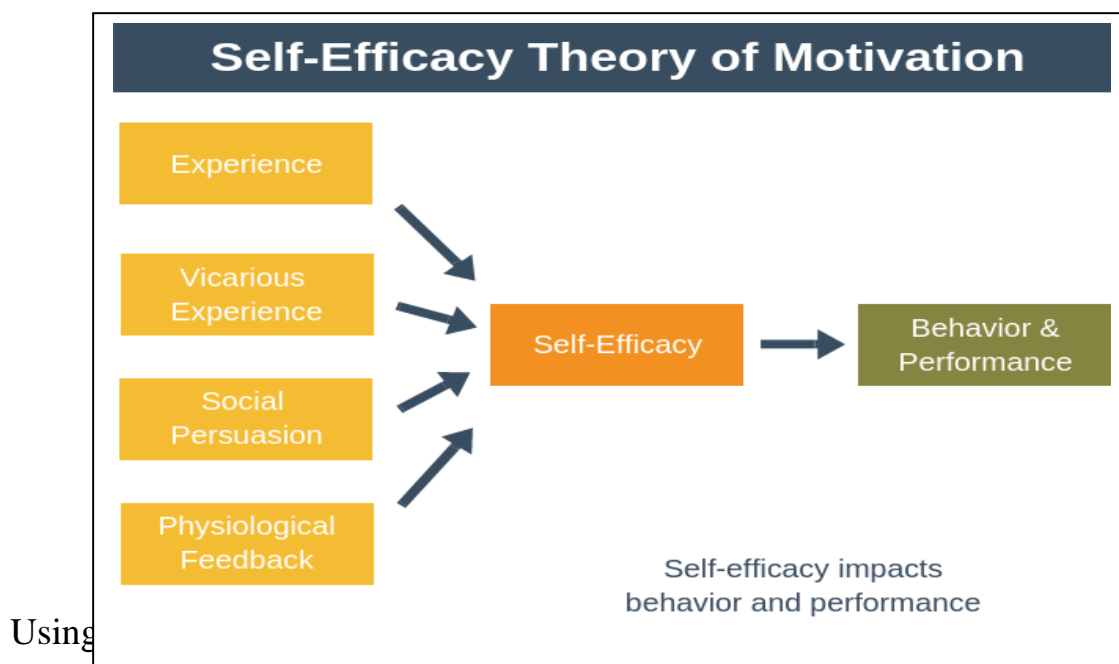 Self-Efficacy Theory of Motivation
Experience
Vicarious
Experience
Social
Persuasion
Physiological
Feedback
Self-Efficacy
Behavior &
Performance
Self-efficacy impacts
behavior and performance
Using